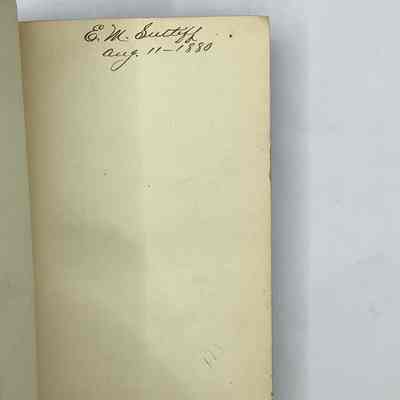 E. M. Sutliff
Aug. 11 - 1880